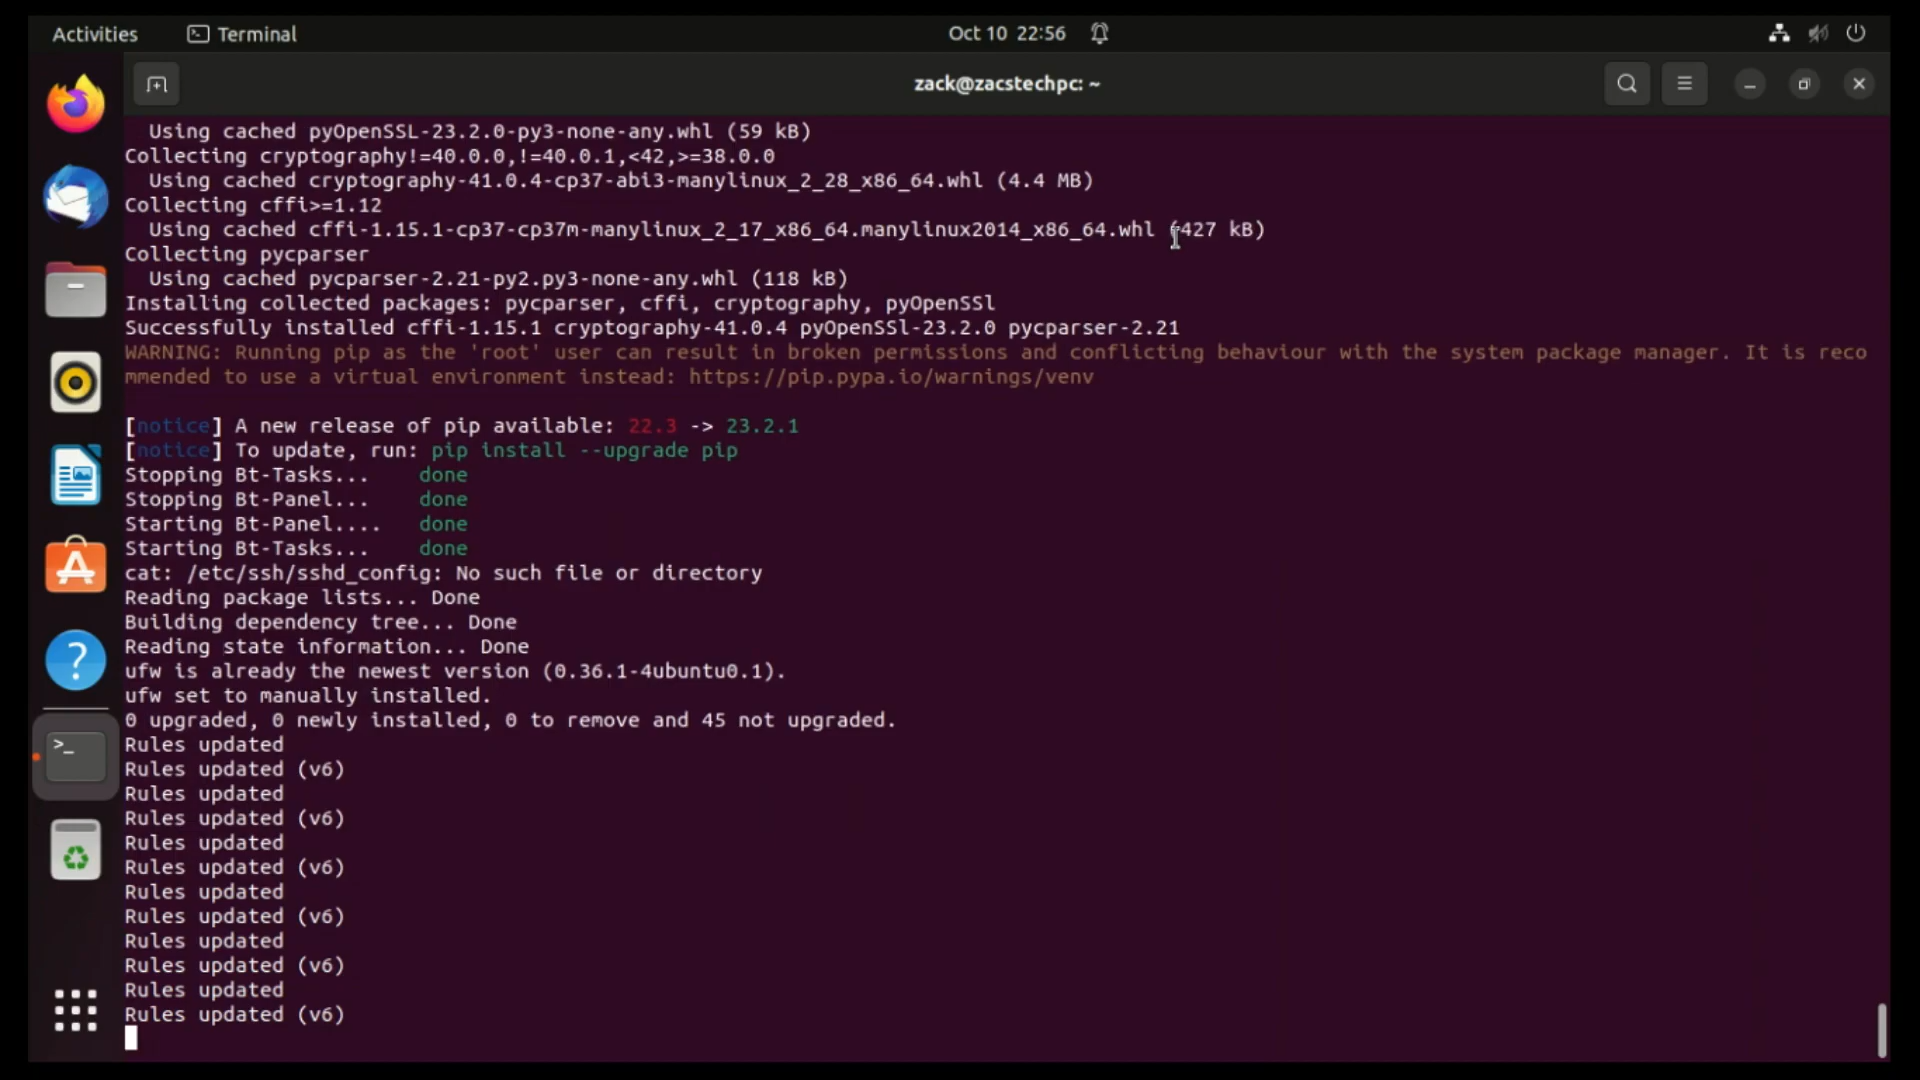 Activities
Terminal
Oct 10 22:56
zack@zacstechpc: ~
Using cached pyOpenSSL-23.2.0-py3-none-any.whl (59 kB)
Collecting cryptography!=40.0.0,!=40.0.1,<42,>=38.0.0
Using cached cryptography-41.0.4-cp37-abi3-manylinux_2_28_x86_64.whl (4.4 MB)
Collecting cffi>=1.12
Using cached cffi-1.15.1-cp37-cp37m-manylinux_2_17_x86_64.manylinux2014_x86_64.whl (427 kB)
Collecting pycparser
Using cached pycparser-2.21-py2.py3-none-any.whl (118 kB)
Installing collected packages: pycparser, cffi, cryptography, pyOpenSSl
Successfully installed cffi-1.15.1 cryptography-41.0.4 pyOpenSSl-23.2.0 pycparser-2.21
WARNING: Running pip as the 'root' user can result in broken permissions and conflicting behaviour with the system package manager. It is reco
mmended to use a virtual environment instead: https://pip.pypa.io/warnings/venv
[notice] A new release of pip available: 22.3 -> 23.2.1
[notice] To update, run: pip install --upgrade pip
Stopping Bt-Tasks... done
Stopping Bt-Panel... done
Starting Bt-Panel.... done
Starting Bt-Tasks... done
cat: /etc/ssh/sshd_config: No such file or directory
Reading package lists... Done
Building dependency tree... Done
Reading state information... Done
ufw is already the newest version (0.36.1-4ubuntu0.1).
ufw set to manually installed.
0 upgraded, 0 newly installed, 0 to remove and 45 not upgraded.
Rules updated
Rules updated (v6)
Rules updated
Rules updated (v6)
Rules updated
Rules updated (v6)
Rules updated
Rules updated (v6)
Rules updated
Rules updated (v6)
Rules updated
Rules updated (v6)